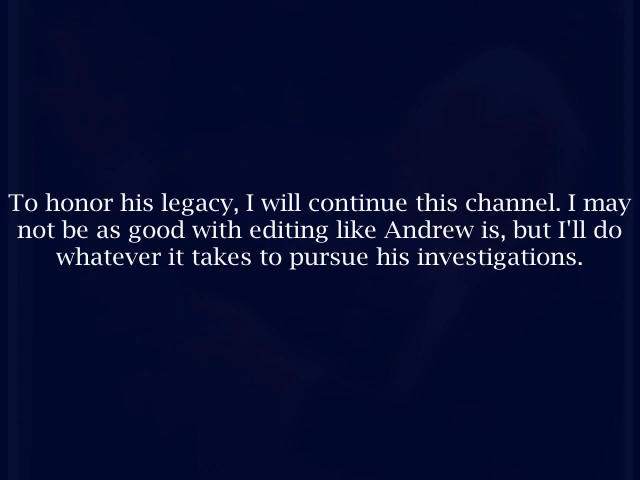 To honor his legacy, I will continue this channel. I may
not be as good with editing like Andrew is, but I'll do
whatever it takes to pursue his investigations.